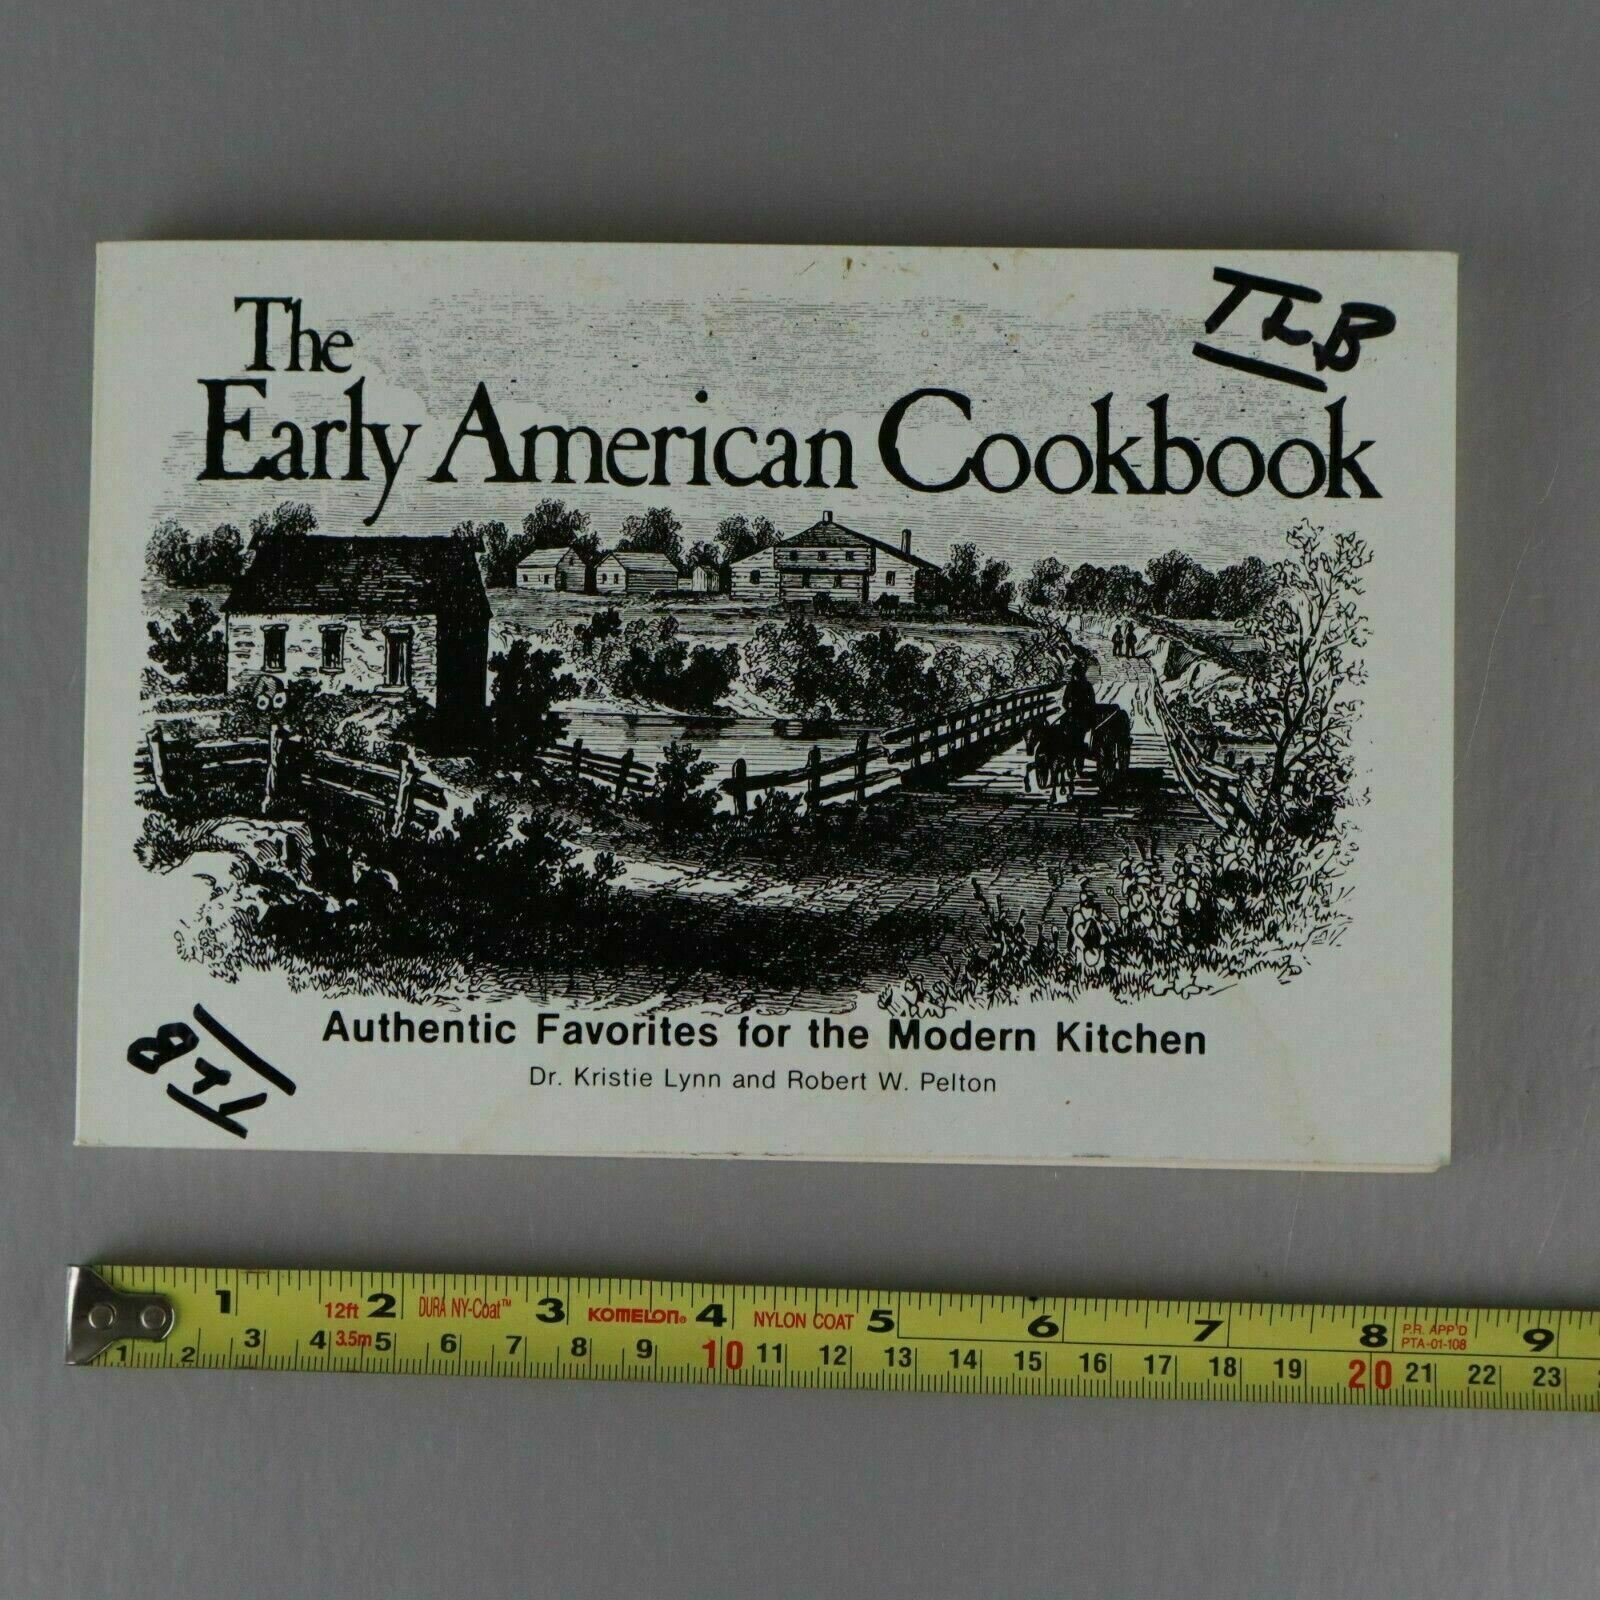 TLB
The
Early American Cookbook
Authentic Favorites for the Modern Kitchen
Dr. Kristie Lynn and Robert W. Pelton
TLB
1 12ft 2 DURA NY-Coat™ 3 KOMELON® 4 NYLON COAT 5 6 7 8 P.R. APP'D 9
PTA-01-108
1 2 3 4 3.5m 5 6 7 8 9 10 11 12 13 14 15 16 17 18 19 20 21 22 23